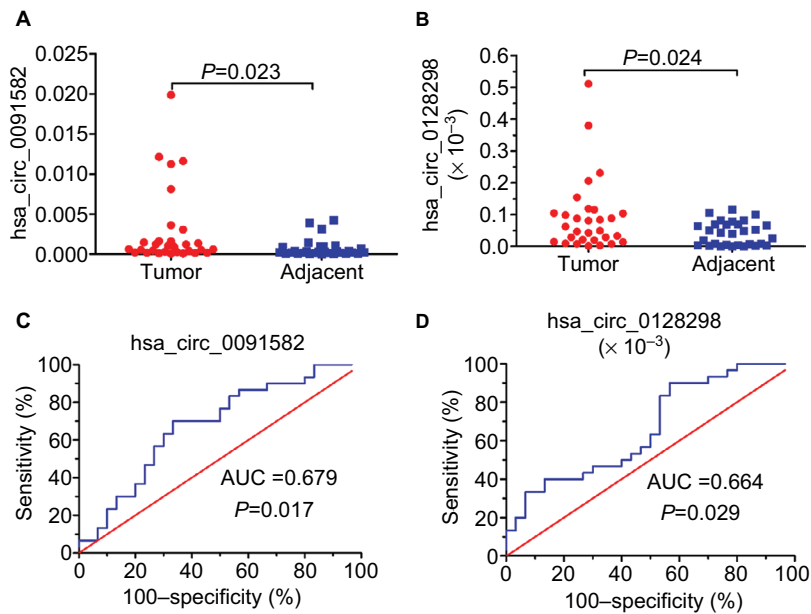 A
hsa_circ_0091582
0.025
0.020
0.015
0.010
0.005
0.000
P=0.023
Tumor
Adjacent
B
hsa_circ_0128298
(× 10⁻³)
0.6
0.5
0.4
0.3
0.2
0.1
0.0
P=0.024
Tumor
Adjacent
C
hsa_circ_0091582
Sensitivity (%)
100
80
60
40
20
0
AUC =0.679
P=0.017
0 20 40 60 80 100
100–specificity (%)
D
hsa_circ_0128298
(× 10⁻³)
Sensitivity (%)
100
80
60
40
20
0
AUC =0.664
P=0.029
0 20 40 60 80 100
100–specificity (%)